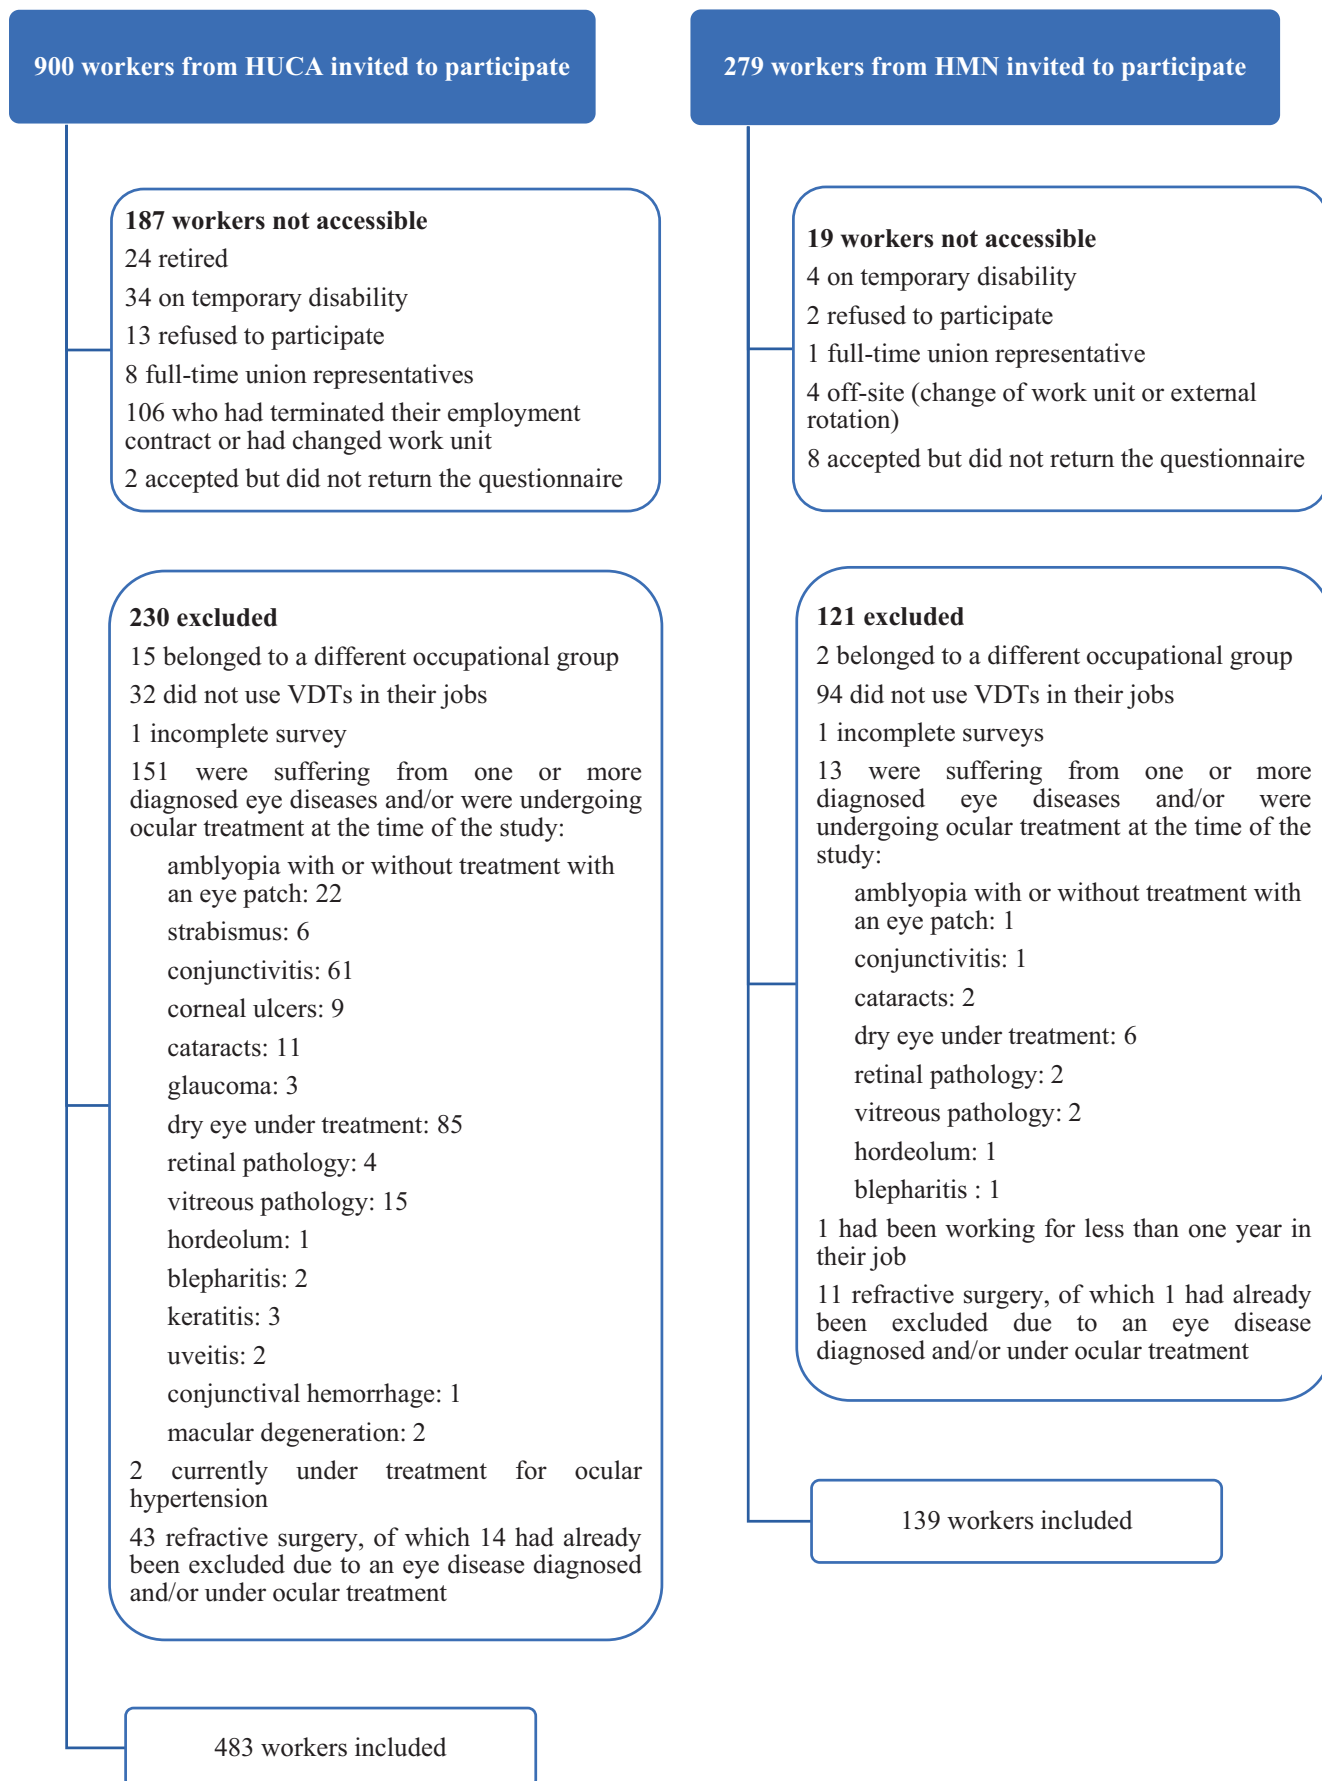 900 workers from HUCA invited to participate
187 workers not accessible
24 retired
34 on temporary disability
13 refused to participate
8 full-time union representatives
106 who had terminated their employment
contract or had changed work unit
2 accepted but did not return the questionnaire
230 excluded
15 belonged to a different occupational group
32 did not use VDTs in their jobs
1 incomplete survey
151 were suffering from one or more
diagnosed eye diseases and/or were undergoing
ocular treatment at the time of the study:
amblyopia with or without treatment with
an eye patch: 22
strabismus: 6
conjunctivitis: 61
corneal ulcers: 9
cataracts: 11
glaucoma: 3
dry eye under treatment: 85
retinal pathology: 4
vitreous pathology: 15
hordeolum: 1
blepharitis: 2
keratitis: 3
uveitis: 2
conjunctival hemorrhage: 1
macular degeneration: 2
2 currently under treatment for ocular
hypertension
43 refractive surgery, of which 14 had already
been excluded due to an eye disease diagnosed
and/or under ocular treatment
483 workers included
279 workers from HMN invited to participate
19 workers not accessible
4 on temporary disability
2 refused to participate
1 full-time union representative
4 off-site (change of work unit or external
rotation)
8 accepted but did not return the questionnaire
121 excluded
2 belonged to a different occupational group
94 did not use VDTs in their jobs
1 incomplete surveys
13 were suffering from one or more
diagnosed eye diseases and/or were
undergoing ocular treatment at the time of the
study:
amblyopia with or without treatment with
an eye patch: 1
conjunctivitis: 1
cataracts: 2
dry eye under treatment: 6
retinal pathology: 2
vitreous pathology: 2
hordeolum: 1
blepharitis : 1
1 had been working for less than one year in
their job
11 refractive surgery, of which 1 had already
been excluded due to an eye disease
diagnosed and/or under ocular treatment
139 workers included